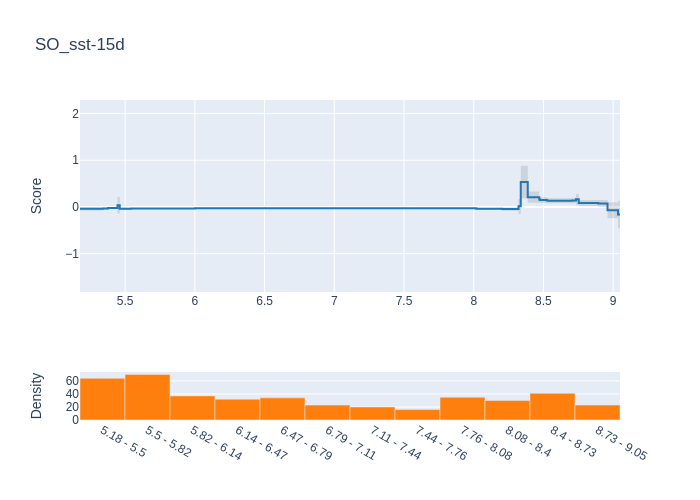 SO_sst-15d
Score
2
1
0
−1
5.5 6 6.5 7 7.5 8 8.5 9
Density
60
40
20
0
5.18 - 5.5
5.5 - 5.82
5.82 - 6.14
6.14 - 6.47
6.47 - 6.79
6.79 - 7.11
7.11 - 7.44
7.44 - 7.76
7.76 - 8.08
8.08 - 8.4
8.4 - 8.73
8.73 - 9.05